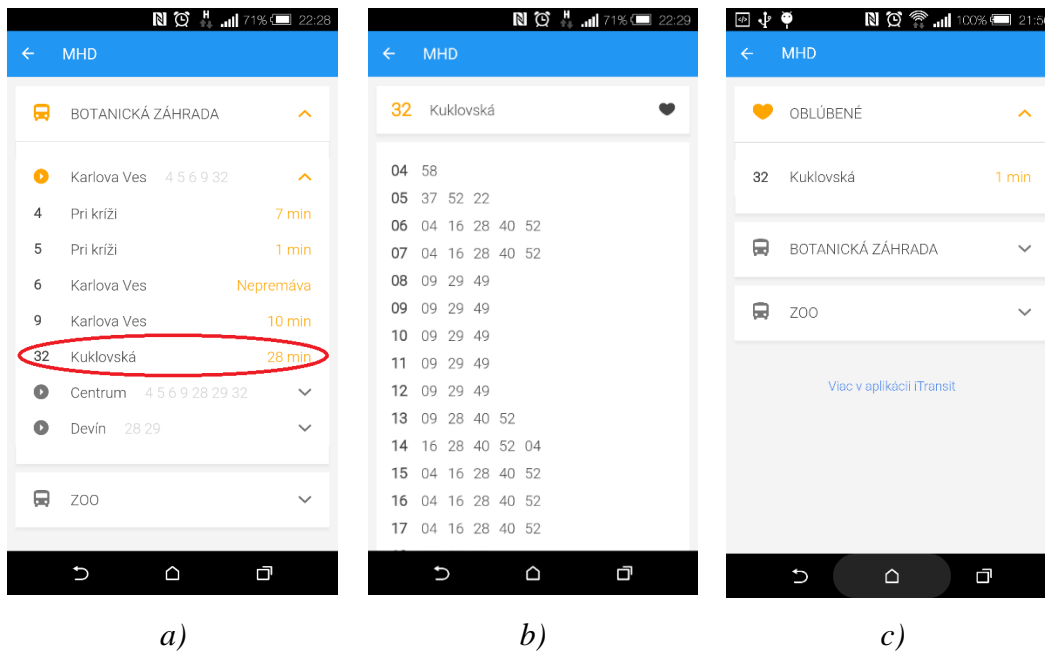 H 71% 22:28
MHD
BOTANICKÁ ZÁHRADA
Karlova Ves 4 5 6 9 32
4 Pri kríži 7 min
5 Pri kríži 1 min
6 Karlova Ves Nepremáva
9 Karlova Ves 10 min
32 Kuklovská 28 min
Centrum 4 5 6 9 28 29 32
Devín 28 29
ZOO
a)
H 71% 22:29
MHD
32 Kuklovská
04 58
05 37 52 22
06 04 16 28 40 52
07 04 16 28 40 52
08 09 29 49
09 09 29 49
10 09 29 49
11 09 29 49
12 09 29 49
13 09 28 40 52
14 16 28 40 52 04
15 04 16 28 40 52
16 04 16 28 40 52
17 04 16 28 40 52
b)
100%
MHD
OBLÚBENÉ
32 Kuklovská 1 min
BOTANICKÁ ZÁHRADA
ZOO
Viac v aplikácii iTransit
c)